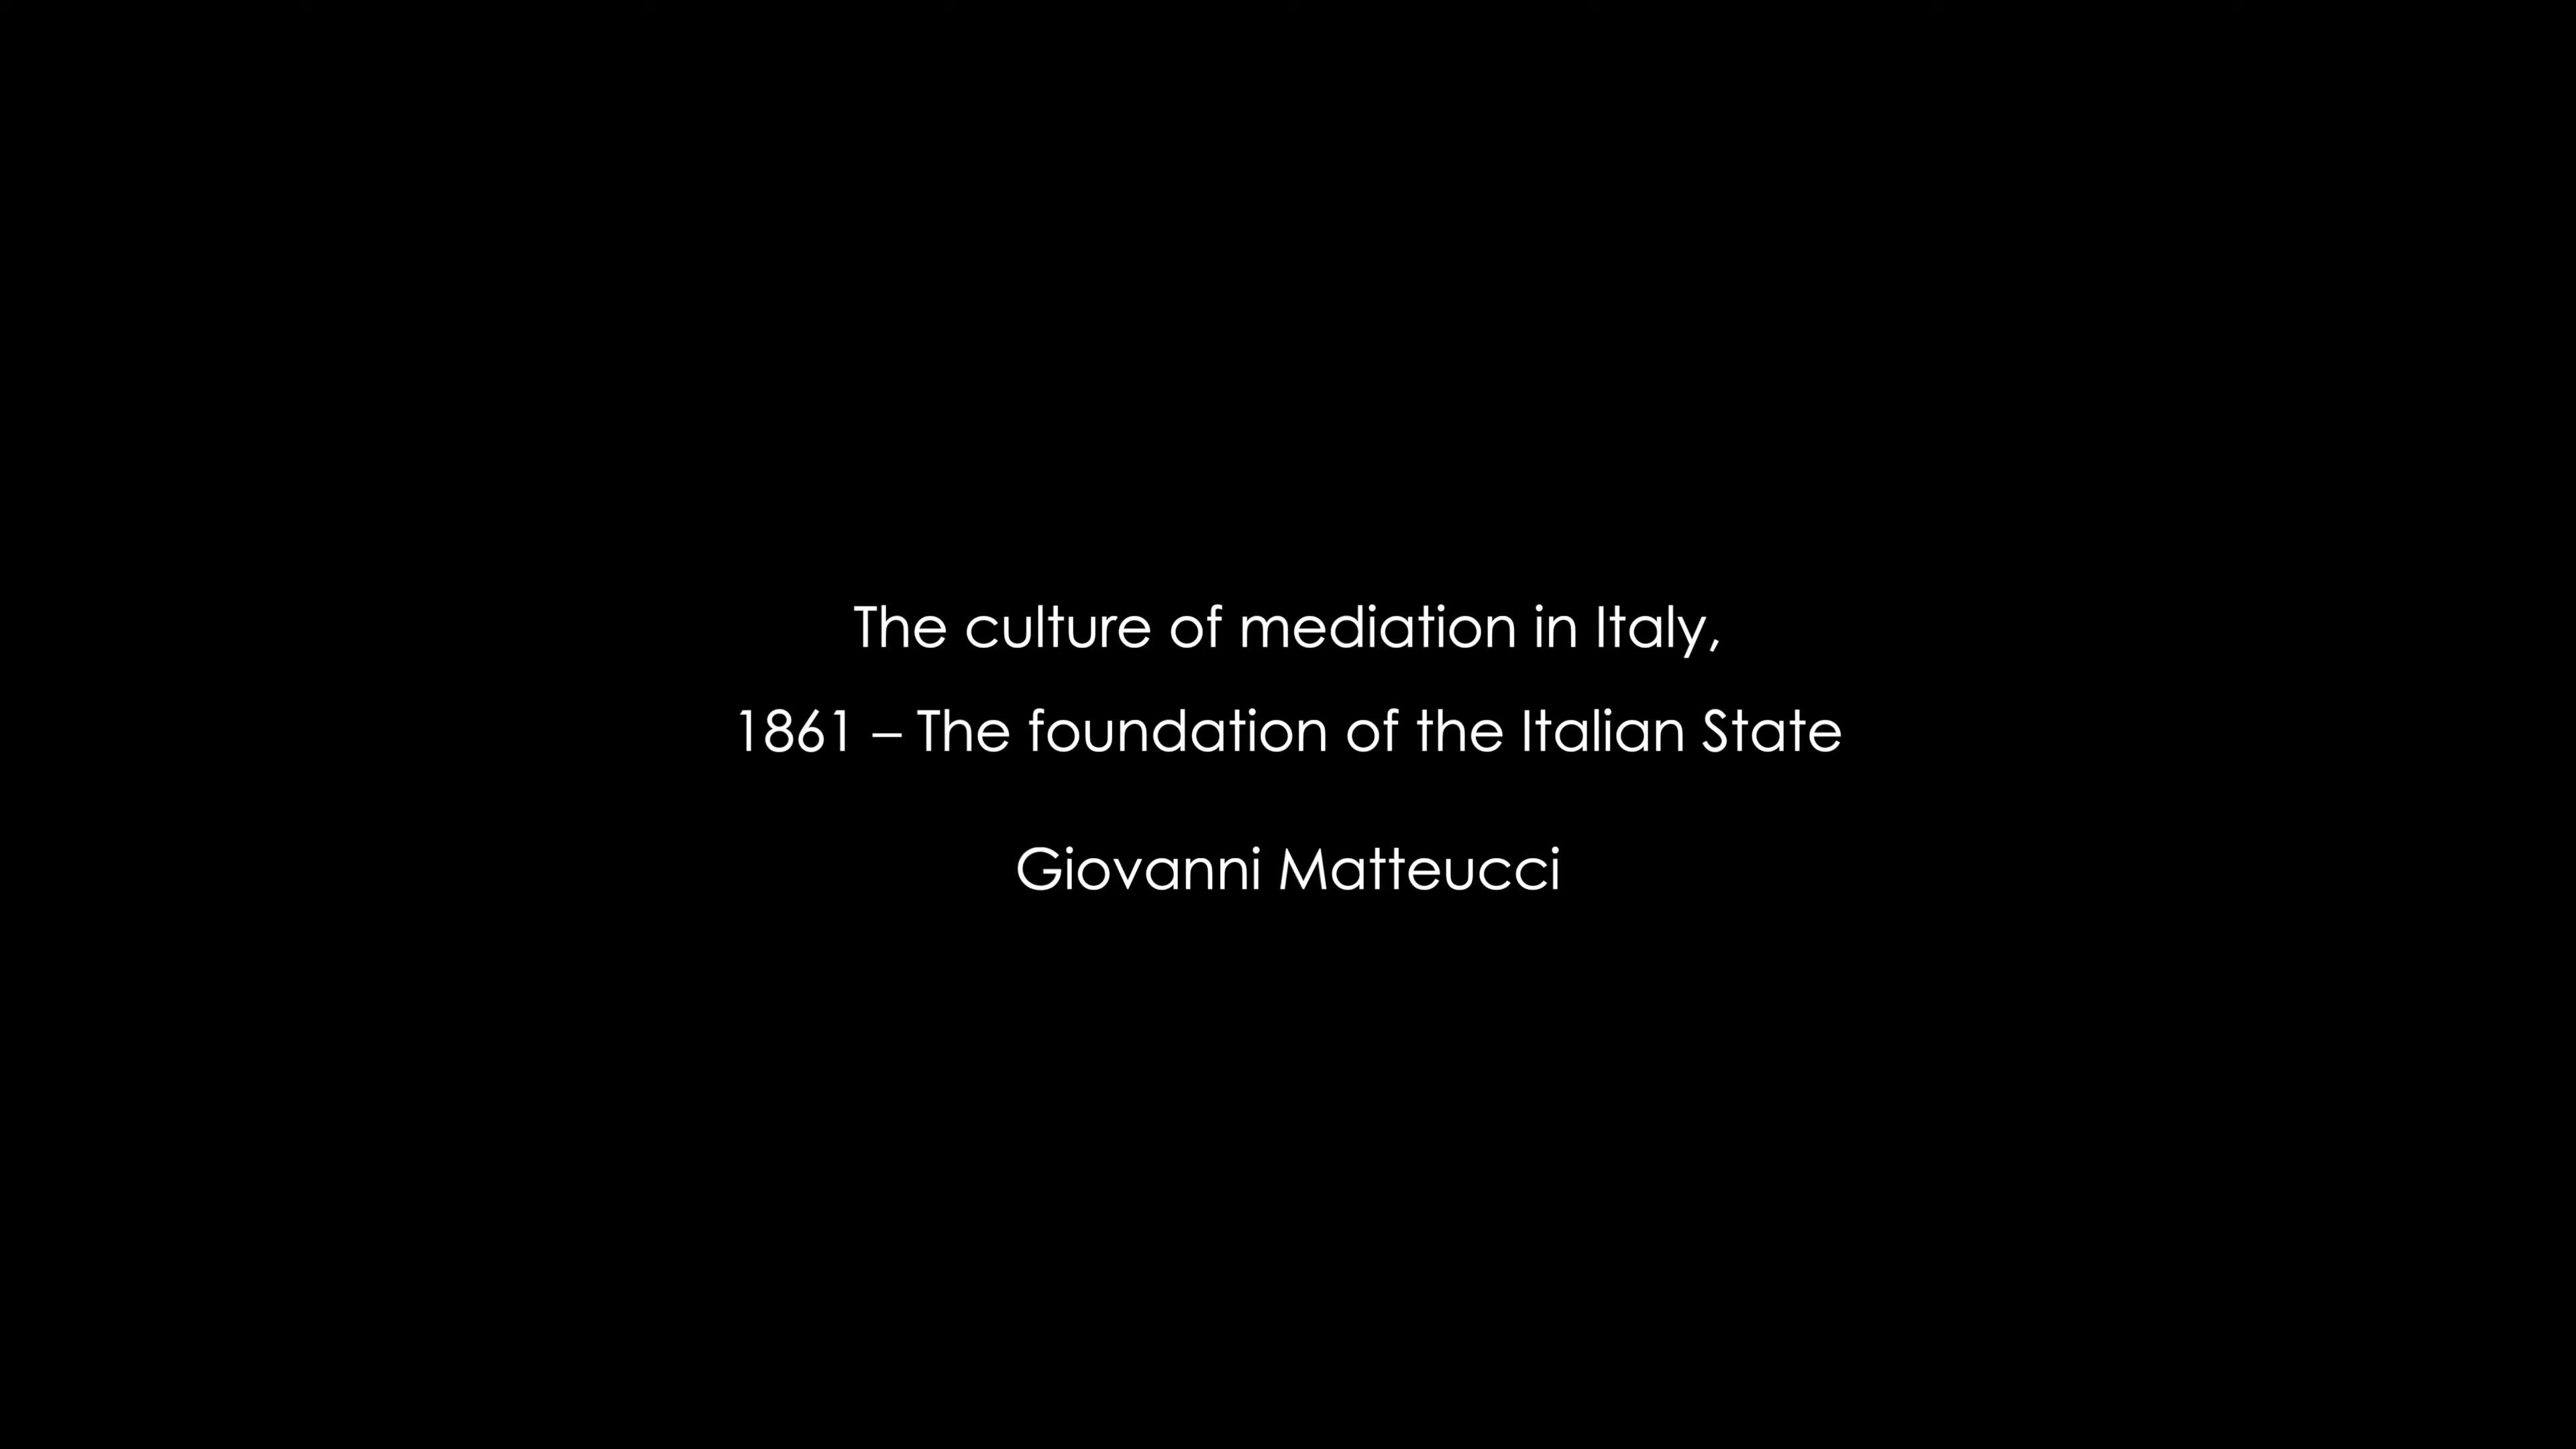 The culture of mediation in Italy,
1861 – The foundation of the Italian State
Giovanni Matteucci